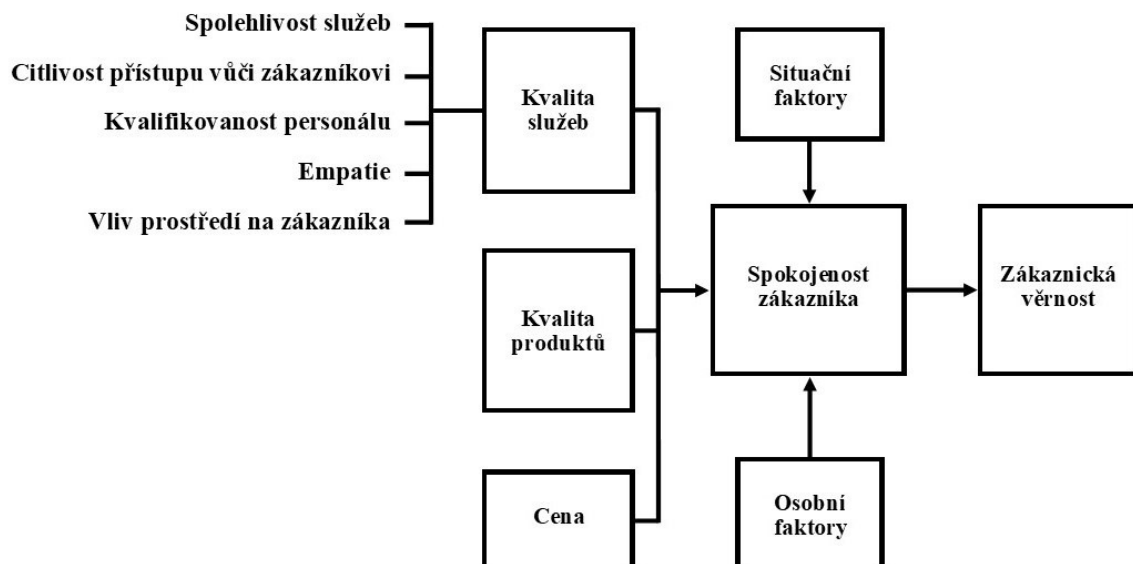 Spolehlivost služeb
Citlivost přístupu vůči zákazníkovi
Kvalifikovanost personálu
Empatie
Vliv prostředí na zákazníka
Kvalita
služeb
Kvalita
produktů
Cena
Situační
faktory
Spokojenost
zákazníka
Osobní
faktory
Zákaznická
věrnost